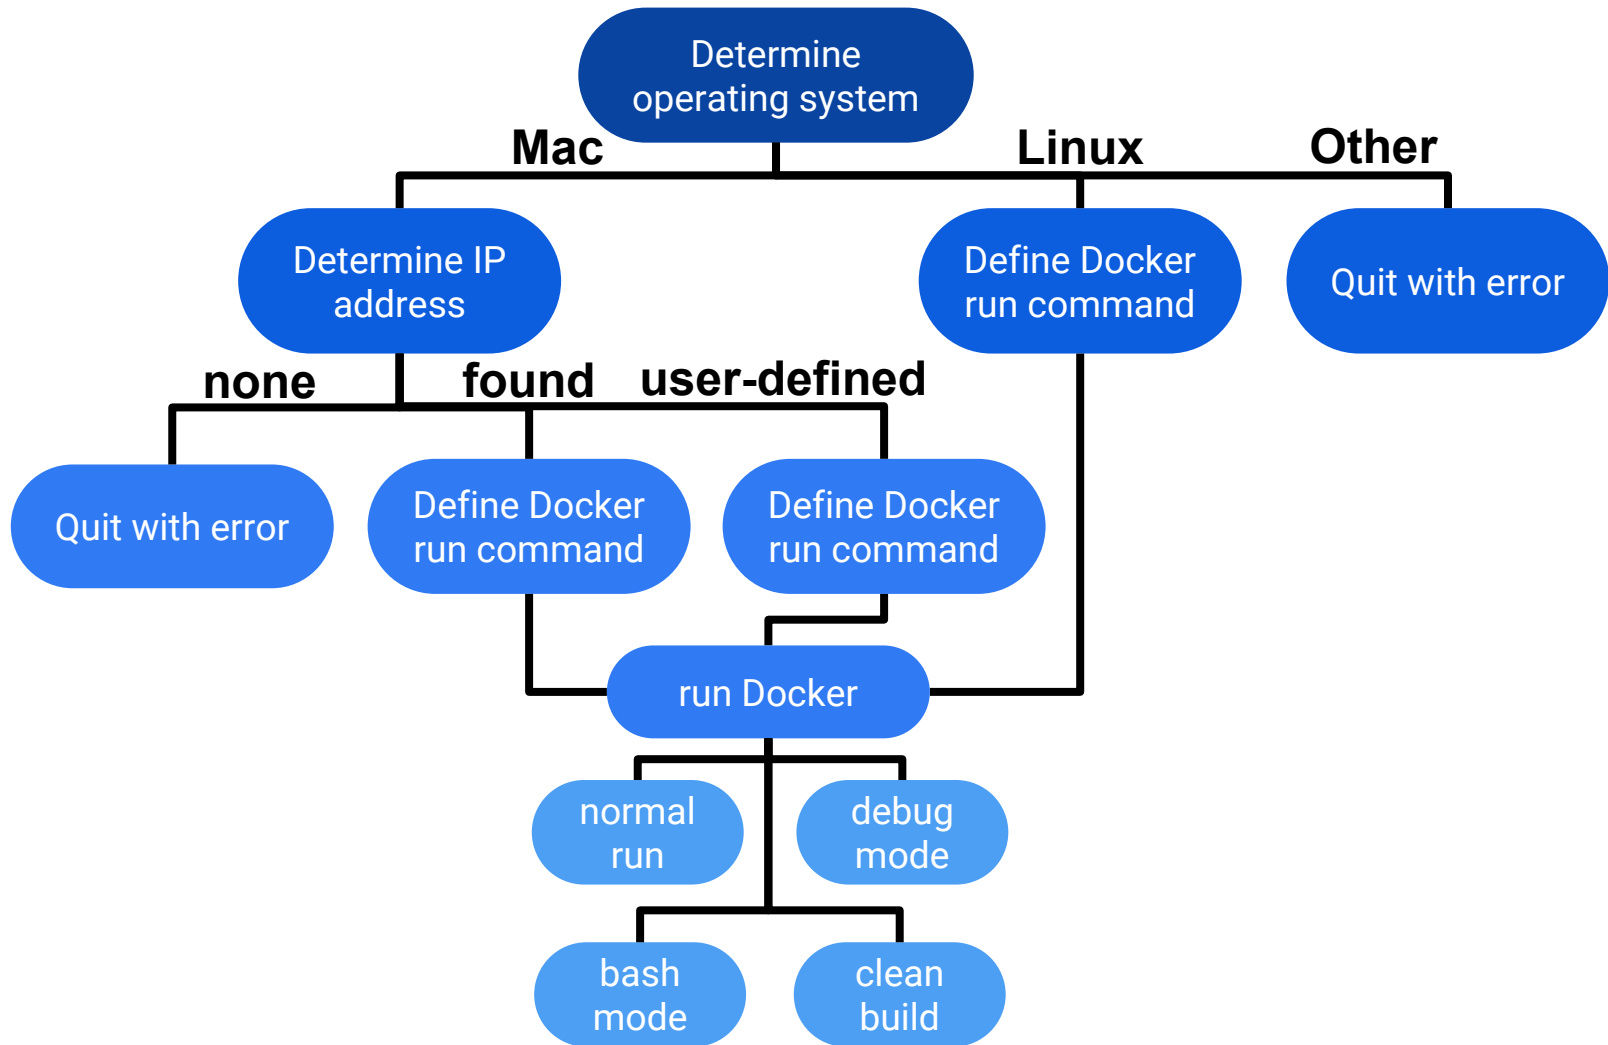 Determine
operating system
Mac
Linux
Other
Determine IP
address
Define Docker
run command
Quit with error
none
found
user-defined
Quit with error
Define Docker
run command
Define Docker
run command
run Docker
normal
run
debug
mode
bash
mode
clean
build